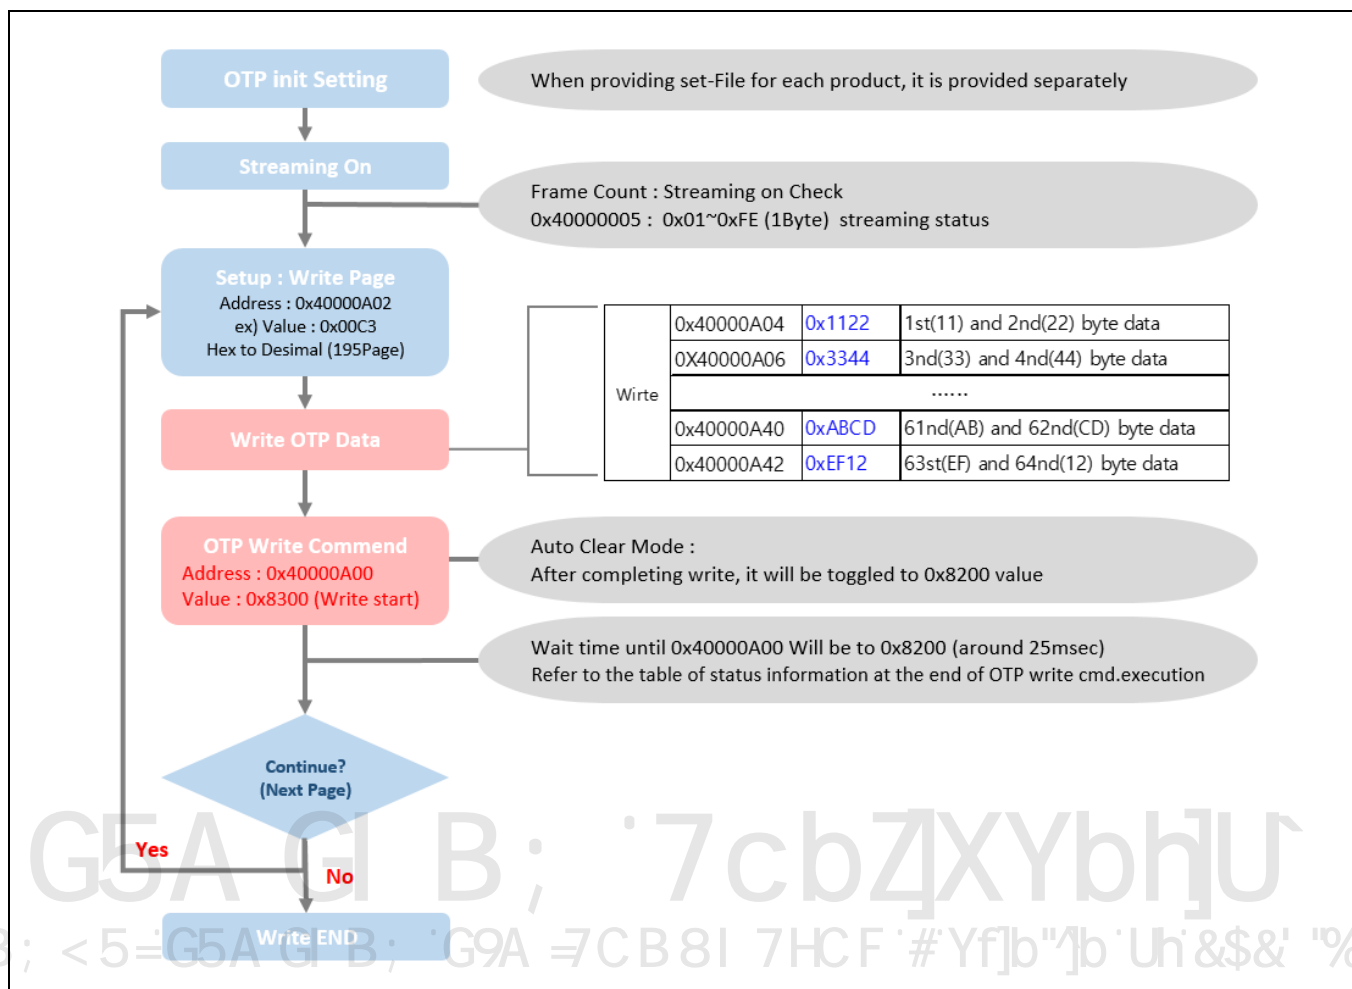 OTP init Setting
When providing set-File for each product, it is provided separately
Streaming On
Frame Count : Streaming on Check
0x40000005 : 0x01~0xFE (1Byte) streaming status
Setup : Write Page
Address : 0x40000A02
ex) Value : 0x00C3
Hex to Desimal (195Page)
Wirte
0x40000A04 0x1122 1st(11) and 2nd(22) byte data
0X40000A06 0x3344 3nd(33) and 4nd(44) byte data
......
0x40000A40 0xABCD 61nd(AB) and 62nd(CD) byte data
0x40000A42 0xEF12 63st(EF) and 64nd(12) byte data
Write OTP Data
OTP Write Commend
Address : 0x40000A00
Value : 0x8300 (Write start)
Auto Clear Mode :
After completing write, it will be toggled to 0x8200 value
Wait time until 0x40000A00 Will be to 0x8200 (around 25msec)
Refer to the table of status information at the end of OTP write cmd.execution
Continue?
(Next Page)
Yes
No
Write END